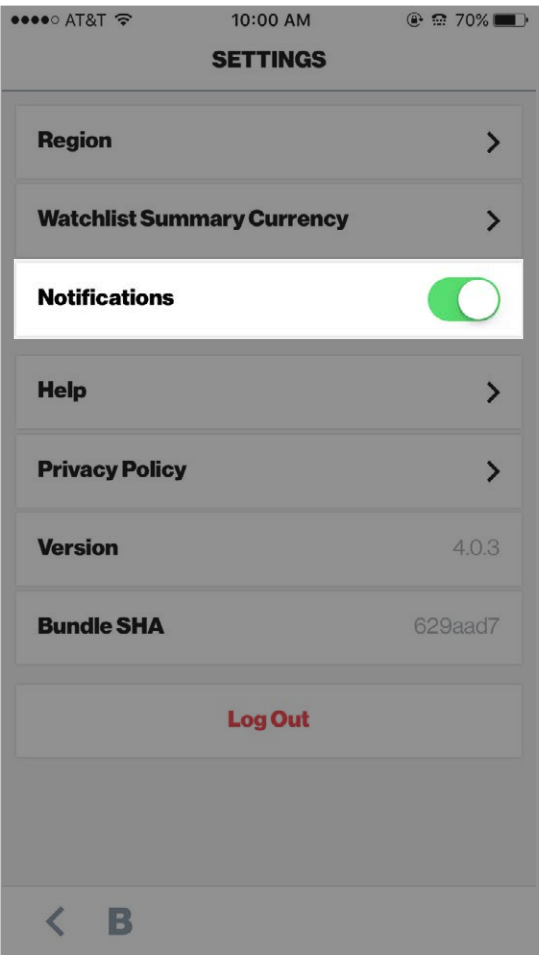 AT&T 10:00 AM 70%
SETTINGS
Region
Watchlist Summary Currency
Notifications
Help
Privacy Policy
Version 4.0.3
Bundle SHA 629aad7
Log Out
B